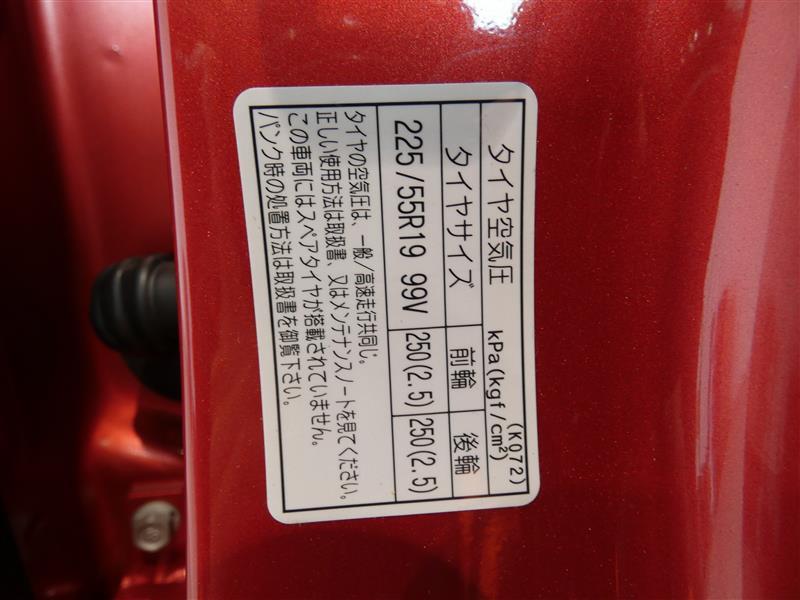 タイヤ空気圧 kPa(kgf/cm²) (K072)
タイヤサイズ 前輪 後輪
225/55R19 99V 250(2.5) 250(2.5)
タイヤの空気圧は、一般/高速走行共同じ。
正しい使用方法は取扱書、又はメンテナンスノートを見てください。
この車両にはスペアタイヤが搭載されていません。
パンク時の処置方法は取扱書を御覧下さい。